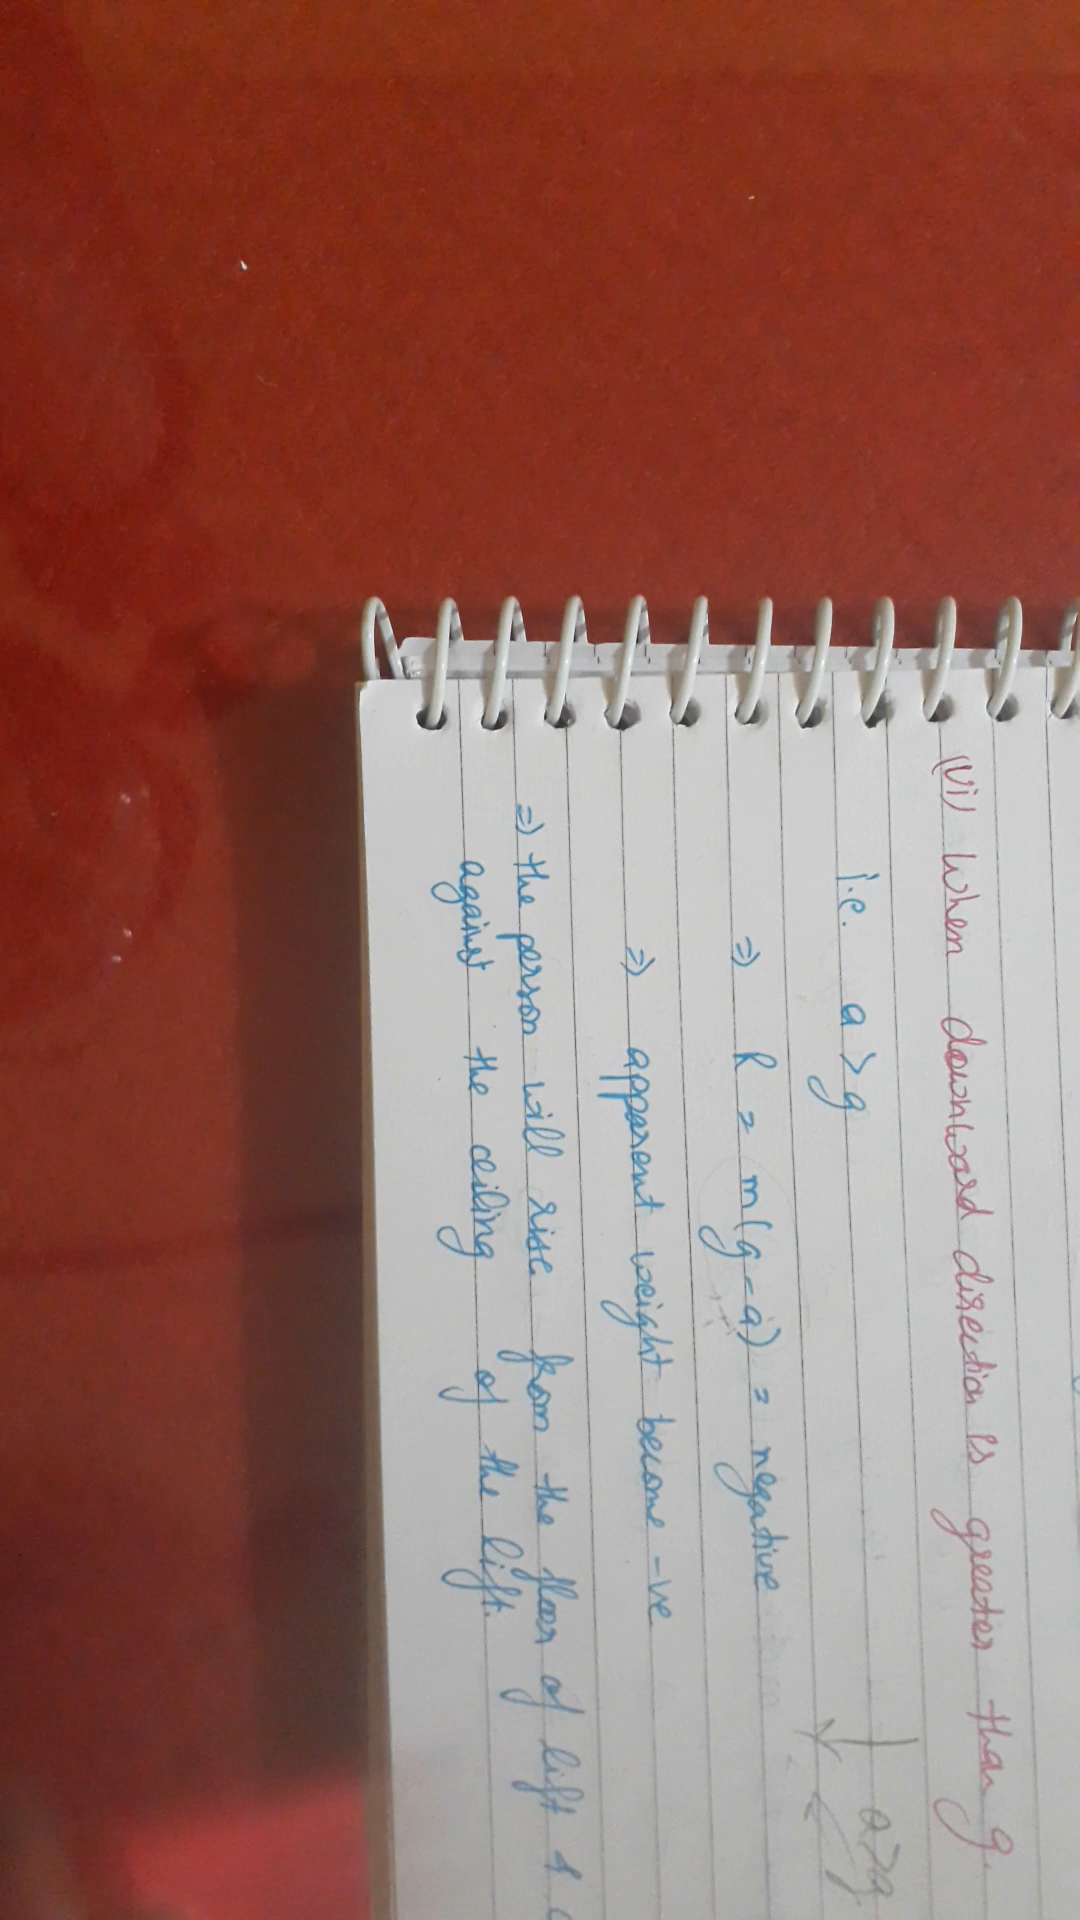 (vi) When downward direction is greater than g.
i.e. a > g
a>g
=> R = m(g-a) = negative
=> apparent weight become -ve
=> the person will rise from the floor of lift &
against the ceiling of the lift.